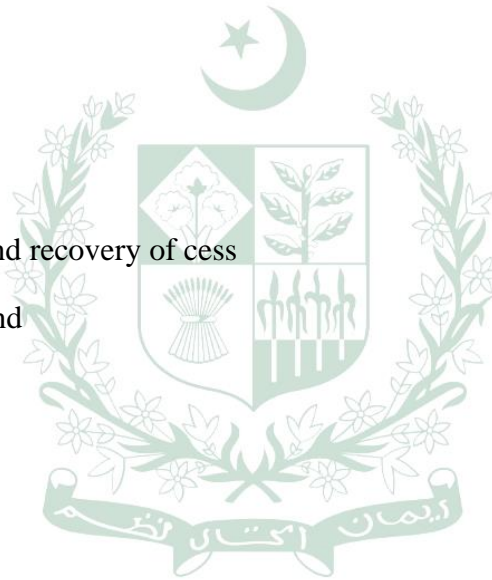 nd recovery of cess
nd
ایمان اتحاد نظم